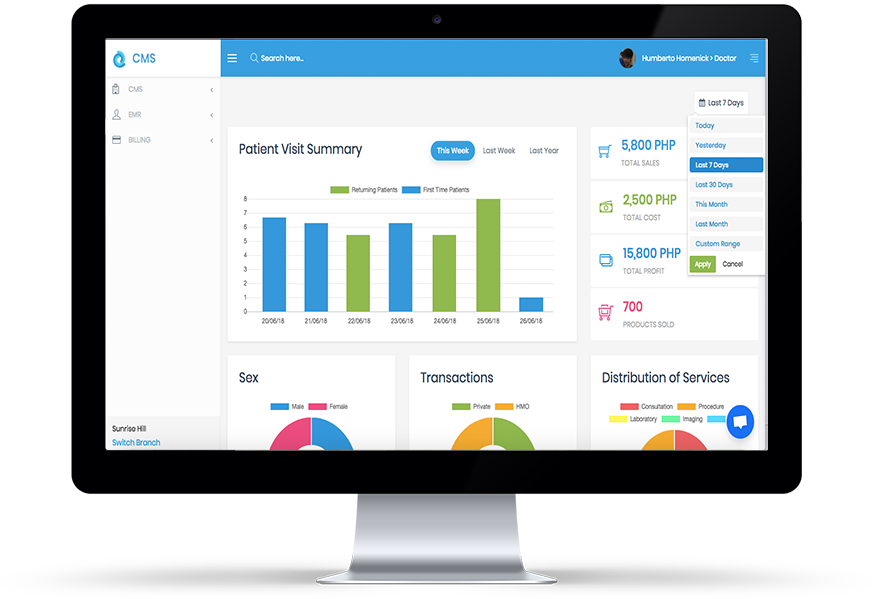 CMS
Search here..
Humberto Homenick > Doctor
CMS
EMR
BILLING
Sunrise Hill
Switch Branch
Last 7 Days
Today
Yesterday
Last 7 Days
Last 30 Days
This Month
Last Month
Custom Range
Apply Cancel
Patient Visit Summary
This Week Last Week Last Year
Returning Patients First Time Patients
8
7
6
5
4
3
2
1
0
20/06/18 21/06/18 22/06/18 23/06/18 24/06/18 25/06/18 26/06/18
5,800 PHP
TOTAL SALES
2,500 PHP
TOTAL COST
15,800 PHP
TOTAL PROFIT
700
PRODUCTS SOLD
Sex
Male Female
Transactions
Private HMO
Distribution of Services
Consultation Procedure
Laboratory Imaging